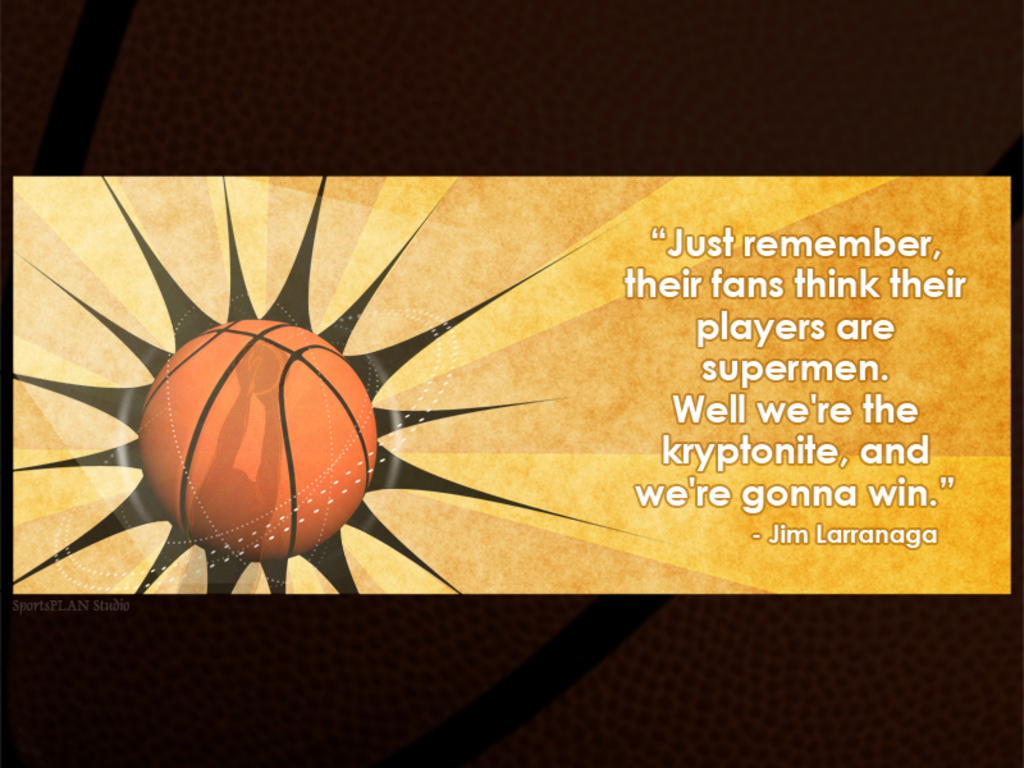 “Just remember,
their fans think their
players are
supermen.
Well we're the
kryptonite, and
we're gonna win.”
- Jim Larranaga
SportsPLAN Studio